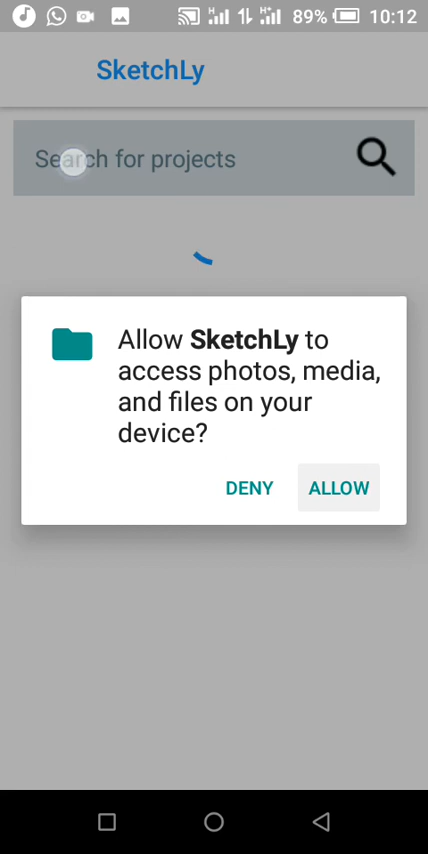 89% 10:12
SketchLy
Search for projects
Allow SketchLy to
access photos, media,
and files on your
device?
DENY ALLOW